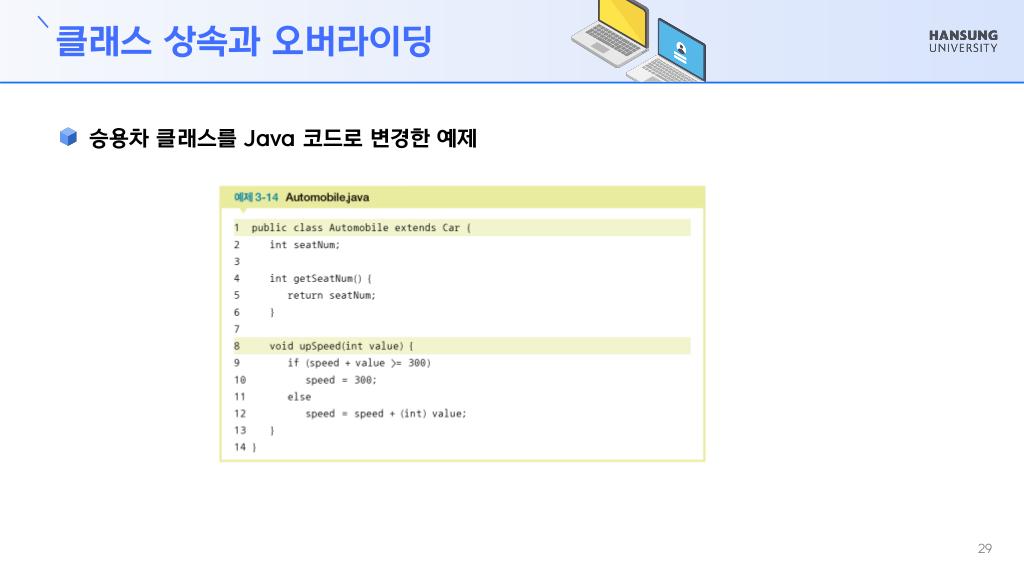 클래스 상속과 오버라이딩
HANSUNG
UNIVERSITY
승용차 클래스를 Java 코드로 변경한 예제
예제 3-14 Automobile.java
1 public class Automobile extends Car {
2 int seatNum;
3
4 int getSeatNum() {
5 return seatNum;
6 }
7
8 void upSpeed(int value) {
9 if (speed + value >= 300)
10 speed = 300;
11 else
12 speed = speed + (int) value;
13 }
14 }
29